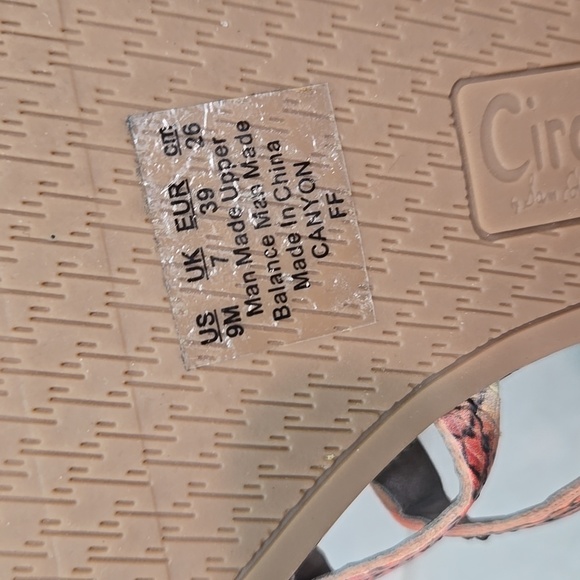 US UK EUR cm
9M 7 39 26
Man Made Upper
Balance Man Made
Made In China
CANYON
FF
Circ